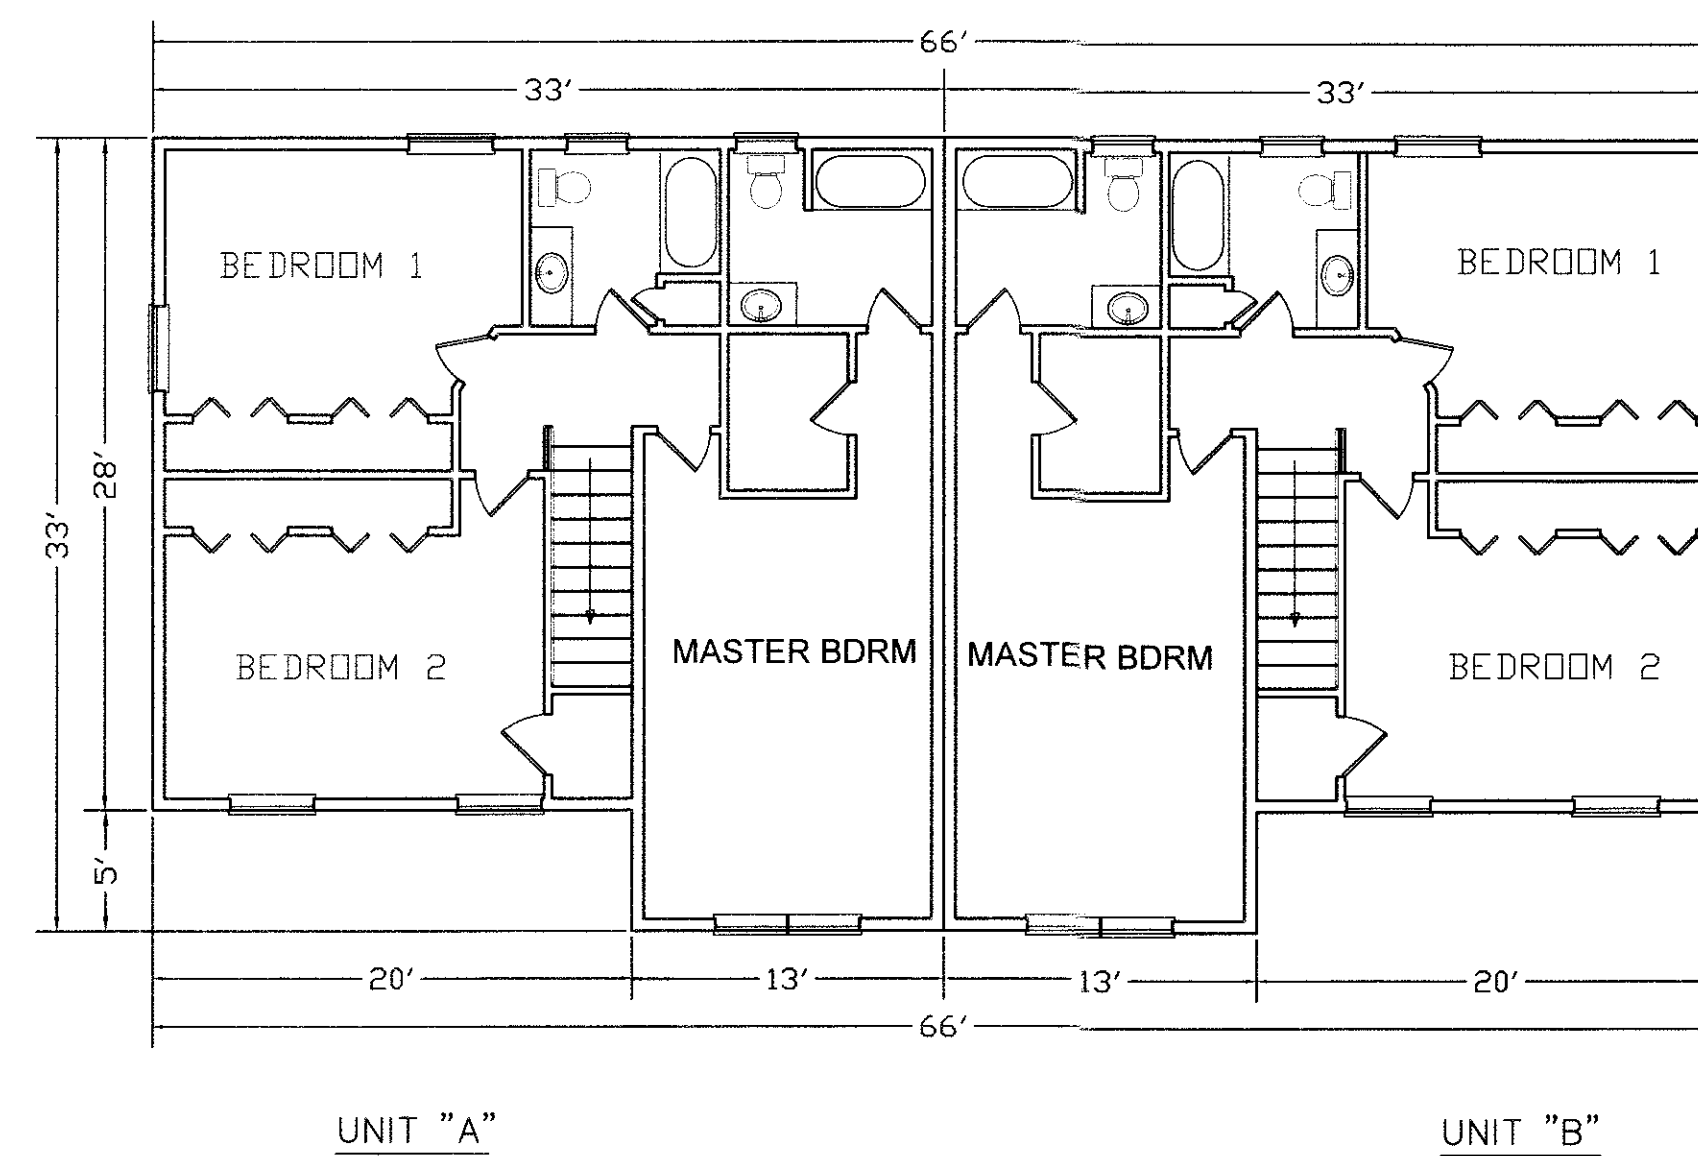 66'
33' 33'
BEDROOM 1 BEDROOM 1
28'
33'
MASTER BDRM MASTER BDRM
BEDROOM 2 BEDROOM 2
5'
20' 13' 13' 20'
66'
UNIT "A" UNIT "B"